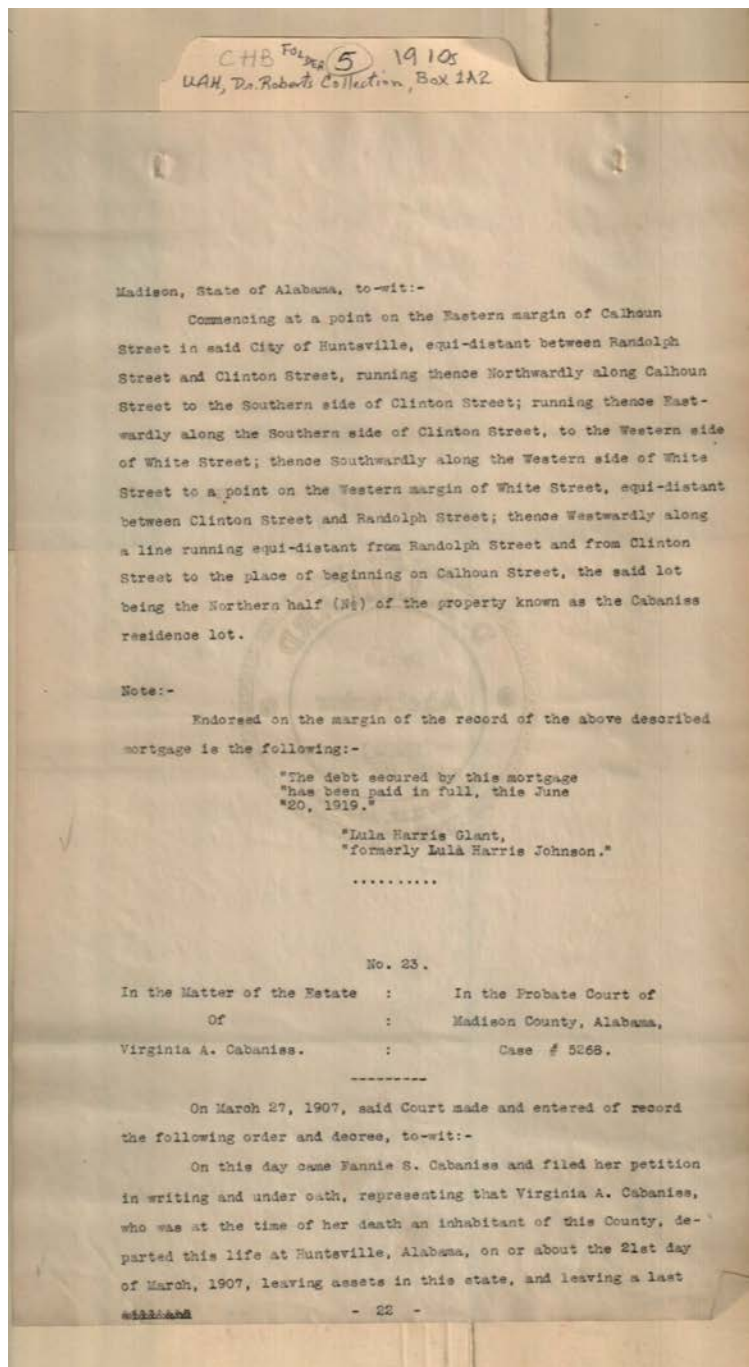 CHB FOLDER 5 1910s
UAH, Dr. Roberts Collection, Box 2A2
Madison, State of Alabama, to-wit:-
Commencing at a point on the Eastern margin of Calhoun
Street in said City of Huntsville, equi-distant between Randolph
Street and Clinton Street, running thence Northwardly along Calhoun
Street to the Southern side of Clinton Street; running thence East-
wardly along the Southern side of Clinton Street, to the Western side
of White Street; thence Southwardly along the Western side of White
Street to a point on the Western margin of White Street, equi-distant
between Clinton Street and Randolph Street; thence Westwardly along
a line running equi-distant from Randolph Street and from Clinton
Street to the place of beginning on Calhoun Street, the said lot
being the Northern half (N½) of the property known as the Cabaniss
residence lot.
Note:-
Endorsed on the margin of the record of the above described
mortgage is the following:-
"The debt secured by this mortgage
"has been paid in full, this June
"20, 1919."
"Lula Harris Glant,
"formerly Lula Harris Johnson."
..........
No. 23.
In the Matter of the Estate : In the Probate Court of
Of : Madison County, Alabama,
Virginia A. Cabaniss. : Case # 5268.
---------
On March 27, 1907, said Court made and entered of record
the following order and decree, to-wit:-
On this day came Fannie S. Cabaniss and filed her petition
in writing and under oath, representing that Virginia A. Cabaniss,
who was at the time of her death an inhabitant of this County, de-
parted this life at Huntsville, Alabama, on or about the 21st day
of March, 1907, leaving assets in this state, and leaving a last
- 22 -